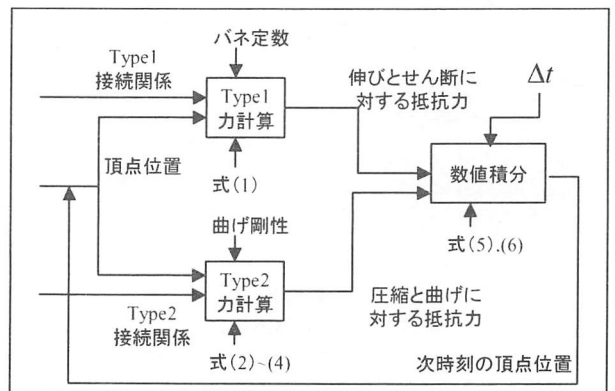 バネ定数
Type1
接続関係
Type1
力計算
伸びとせん断に
対する抵抗力
Δt
頂点位置
式(1)
数値積分
曲げ剛性
式(5),(6)
Type2
力計算
圧縮と曲げに
対する抵抗力
Type2
接続関係
式(2)~(4)
次時刻の頂点位置